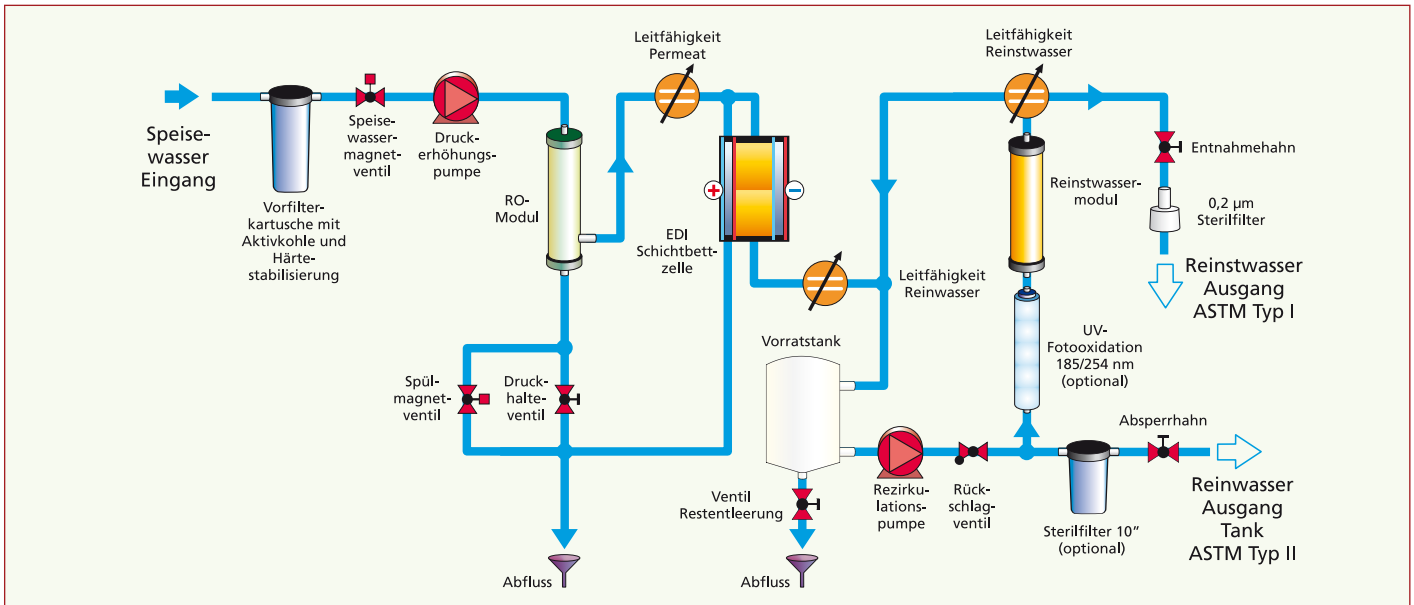 Speise-
wasser
Eingang
Vorfilter-
kartusche mit
Aktivkohle und
Härte-
stabilisierung
Speise-
wasser-
magnet-
ventil
Druck-
erhöhungs-
pumpe
RO-
Modul
Leitfähigkeit
Permeat
+
−
EDI
Schichtbett-
zelle
Spül-
magnet-
ventil
Druck-
halte-
ventil
Abfluss
Leitfähigkeit
Reinwasser
Vorratstank
Ventil
Restentleerung
Abfluss
Rezirku-
lations-
pumpe
Rück-
schlag-
ventil
Leitfähigkeit
Reinstwasser
Reinstwasser-
modul
UV-
Fotooxidation
185/254 nm
(optional)
Entnahmehahn
0,2 µm
Sterilfilter
Reinstwasser
Ausgang
ASTM Typ I
Sterilfilter 10”
(optional)
Absperrhahn
Reinwasser
Ausgang
Tank
ASTM Typ II